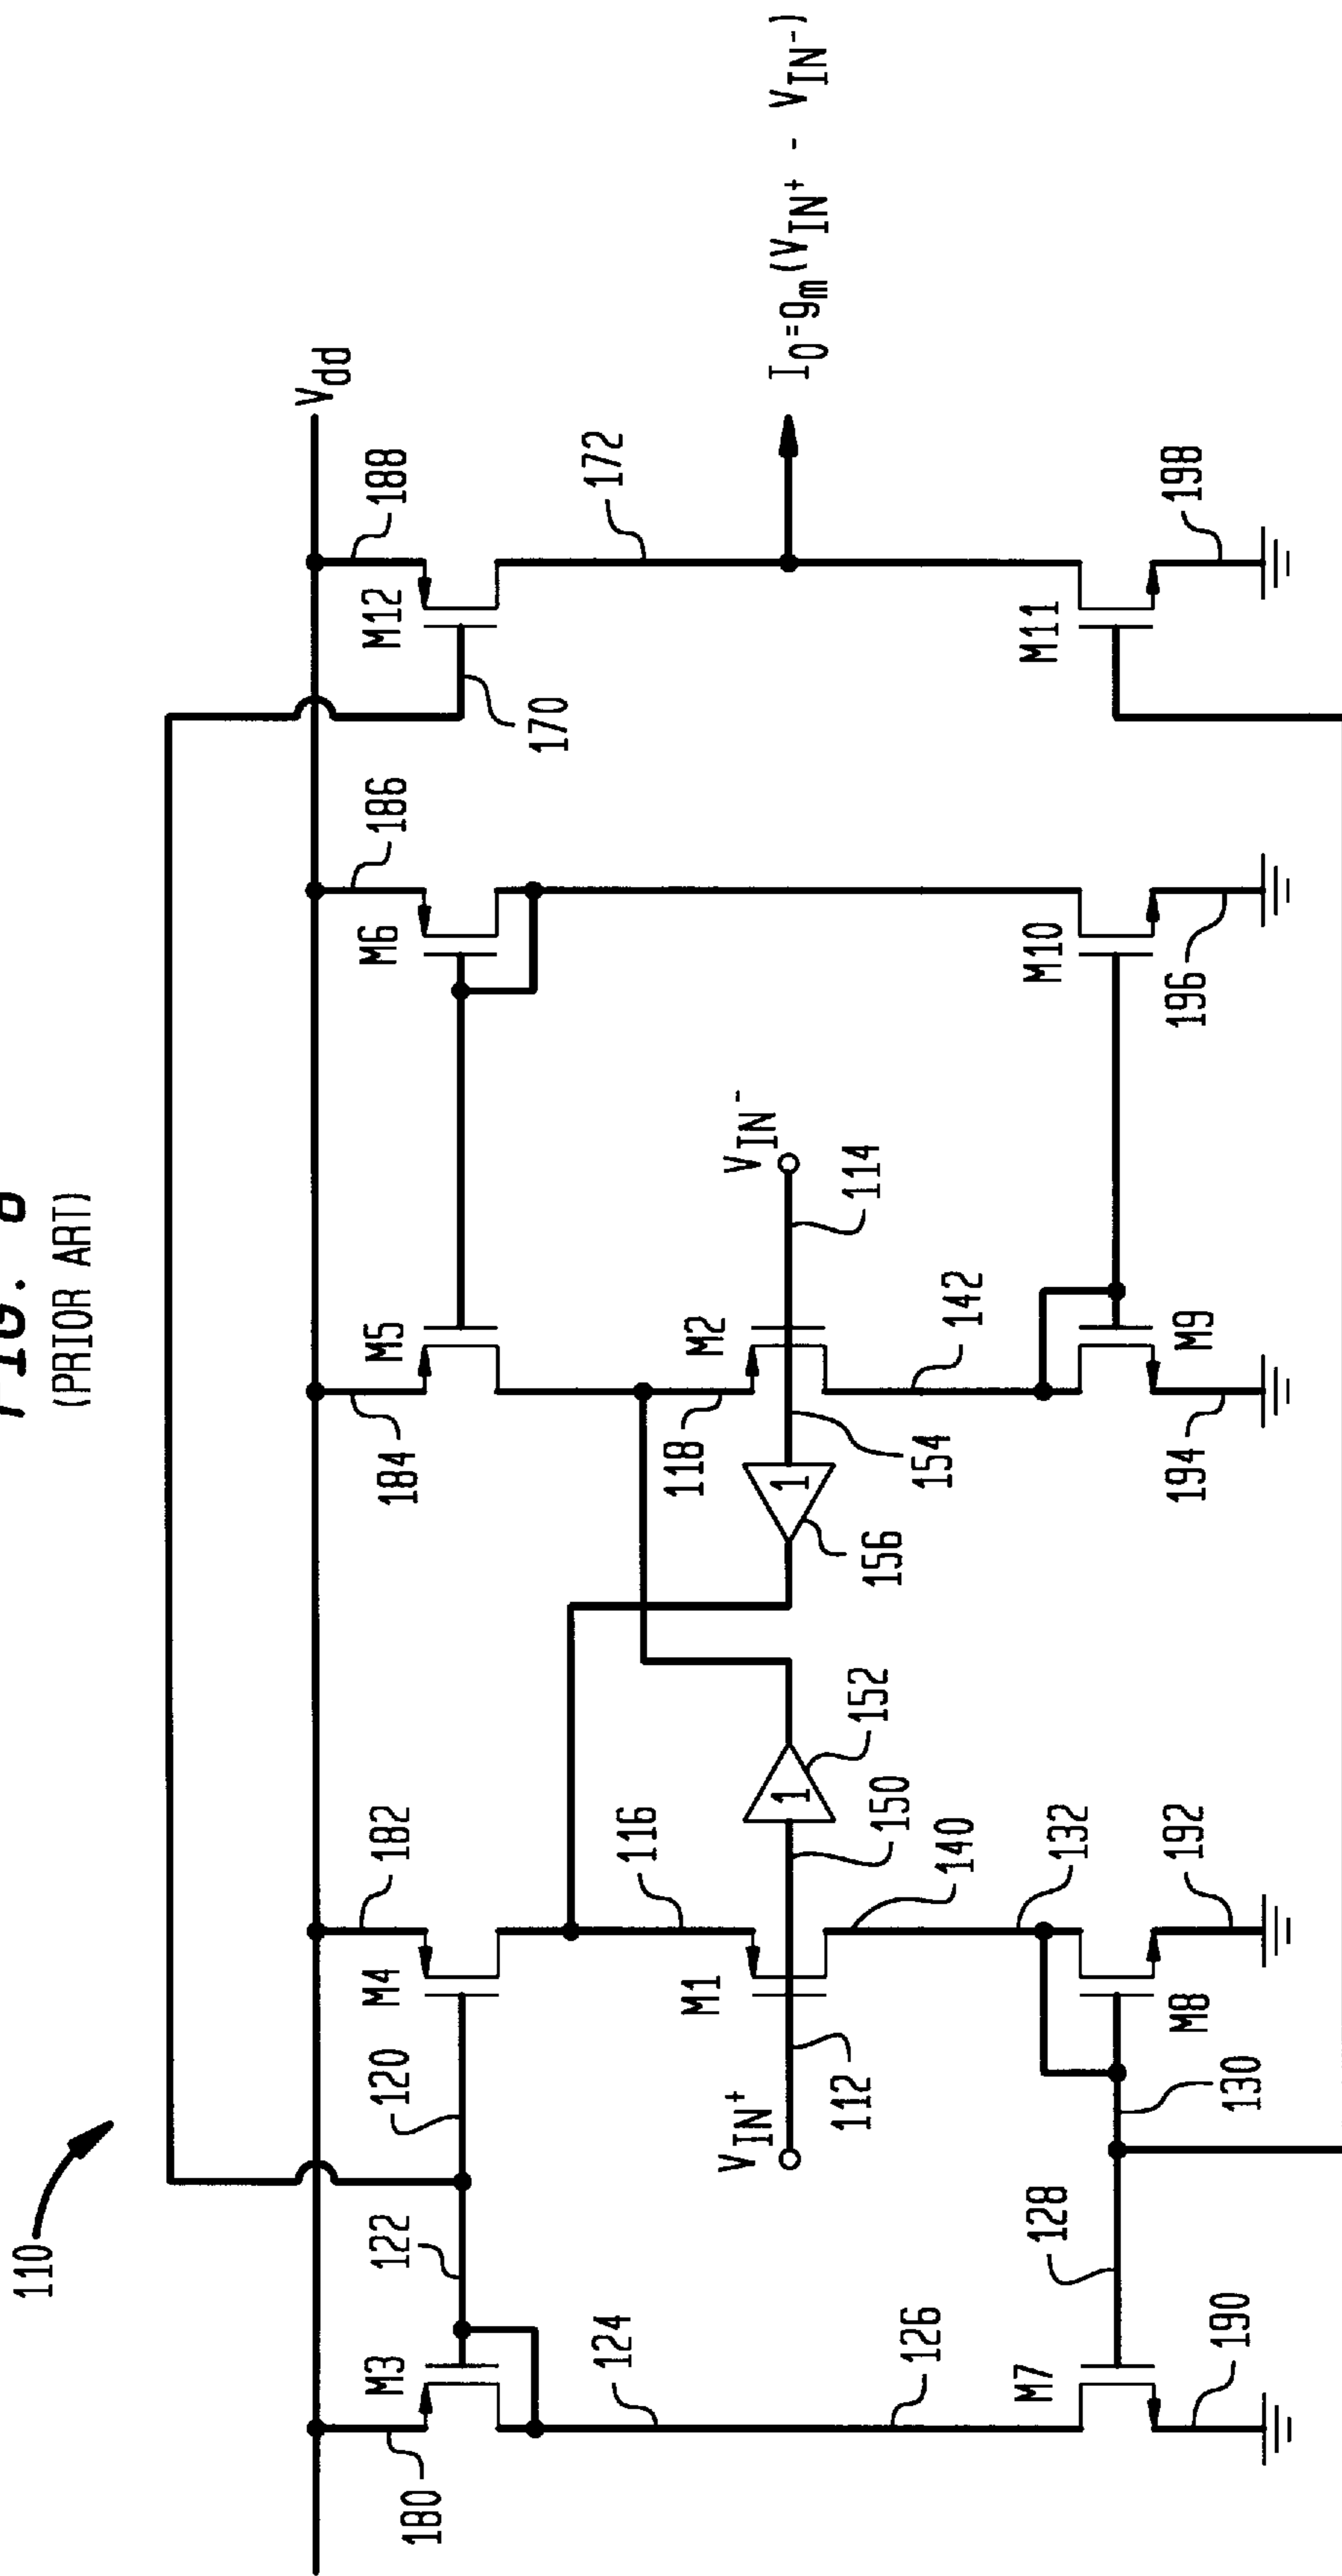 (PRIOR ART)
110
Vdd
180
182
184
186
188
M3
M4
M5
M6
M12
122
120
170
124
116
118
172
VIN+
M1
M2
VIN-
I0=gm(VIN+ - VIN-)
112
1
152
150
1
156
154
114
126
140
142
132
128
130
M7
M8
M9
M10
M11
190
192
194
196
198